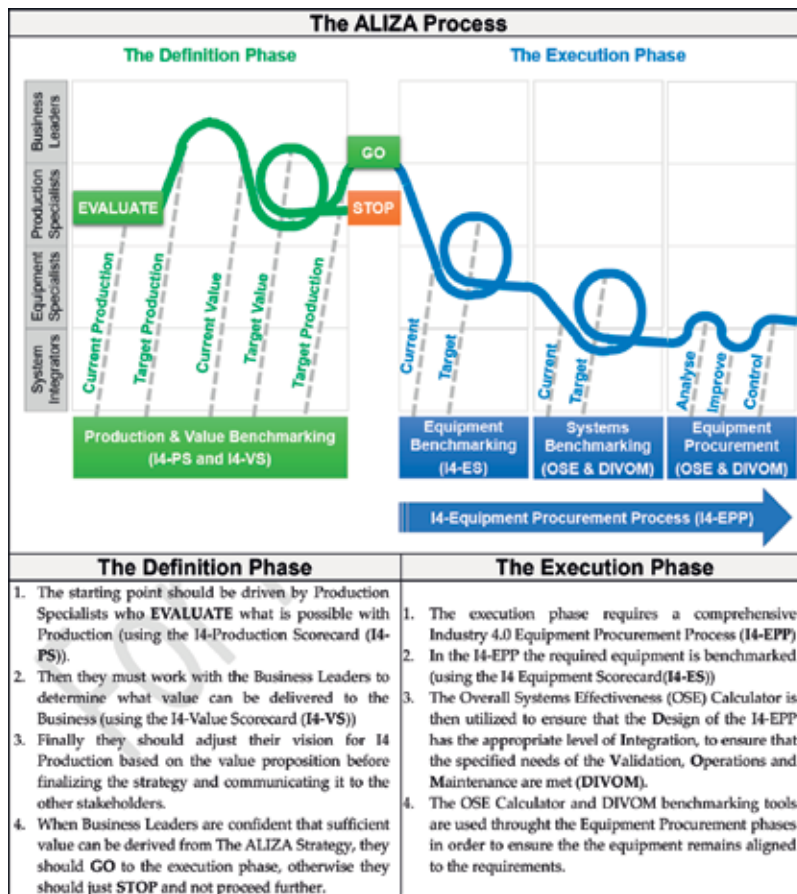 The ALIZA Process
The Definition Phase
The Execution Phase
Business
Leaders
Production
Specialists
Equipment
Specialists
System
Integrators
EVALUATE
GO
STOP
Current Production
Target Production
Current Value
Target Value
Target Production
Current
Target
Current
Target
Analyse
Improve
Control
Production & Value Benchmarking
(I4-PS and I4-VS)
Equipment
Benchmarking
(I4-ES)
Systems
Benchmarking
(OSE & DIVOM)
Equipment
Procurement
(OSE & DIVOM)
I4-Equipment Procurement Process (I4-EPP)
The Definition Phase
1. The starting point should be driven by Production
Specialists who EVALUATE what is possible with
Production (using the I4-Production Scorecard (I4-
PS)).
2. Then they must work with the Business Leaders to
determine what value can be delivered to the
Business (using the I4-Value Scorecard (I4-VS))
3. Finally they should adjust their vision for I4
Production based on the value proposition before
finalizing the strategy and communicating it to the
other stakeholders.
4. When Business Leaders are confident that sufficient
value can be derived from The ALIZA Strategy, they
should GO to the execution phase, otherwise they
should just STOP and not proceed further.
The Execution Phase
1. The execution phase requires a comprehensive
Industry 4.0 Equipment Procurement Process (I4-EPP)
2. In the I4-EPP the required equipment is benchmarked
(using the I4 Equipment Scorecard(I4-ES))
3. The Overall Systems Effectiveness (OSE) Calculator is
then utilized to ensure that the Design of the I4-EPP
has the appropriate level of Integration, to ensure that
the specified needs of the Validation, Operations and
Maintenance are met (DIVOM).
4. The OSE Calculator and DIVOM benchmarking tools
are used throught the Equipment Procurement phases
in order to ensure the the equipment remains aligned
to the requirements.
For